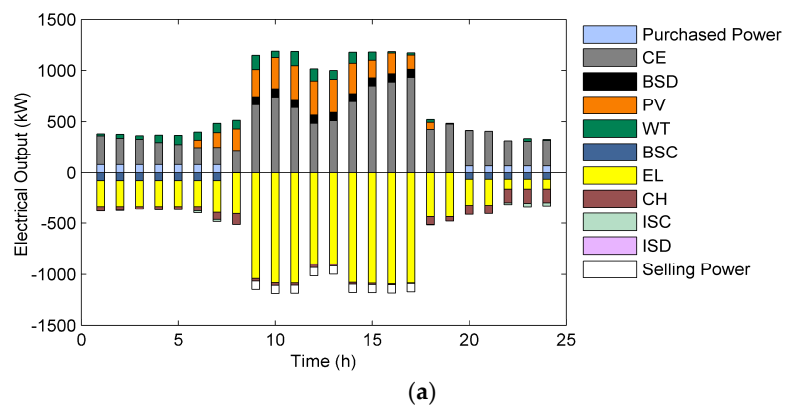 1500
1000
500
0
-500
-1000
-1500
Electrical Output (kW)
0
5
10
15
20
25
Time (h)
Purchased Power
CE
BSD
PV
WT
BSC
EL
CH
ISC
ISD
Selling Power
(a)